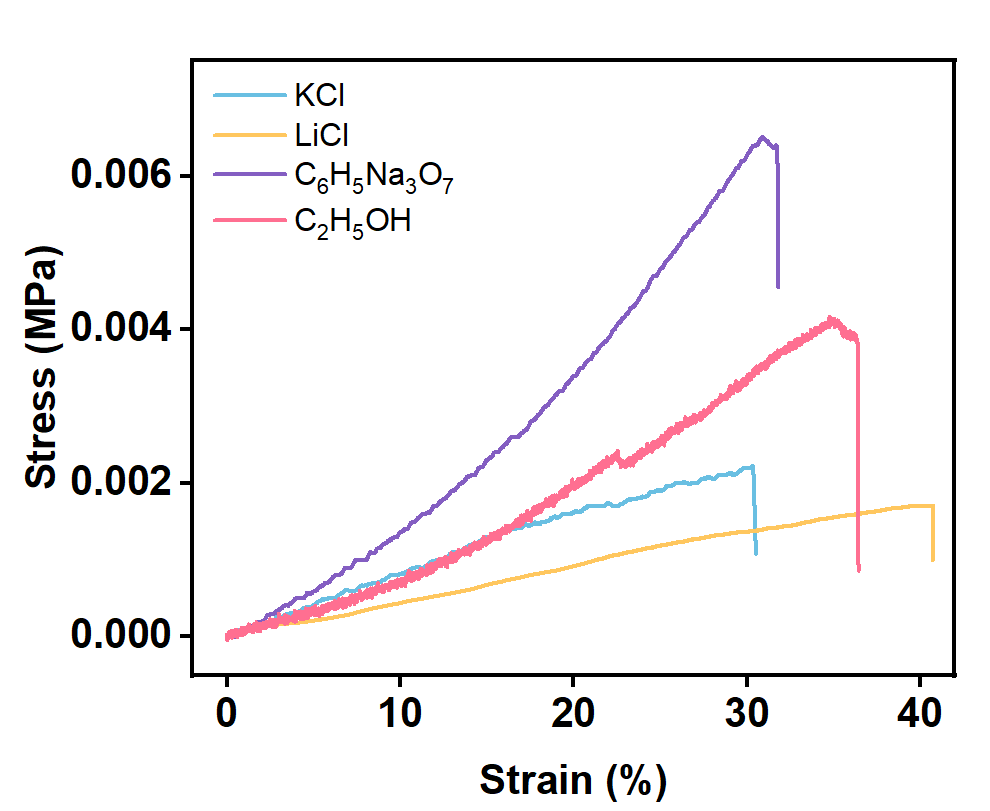 KCl
LiCl
C₆H₅Na₃O₇
C₂H₅OH
0.006
0.004
0.002
0.000
Stress (MPa)
0 10 20 30 40
Strain (%)